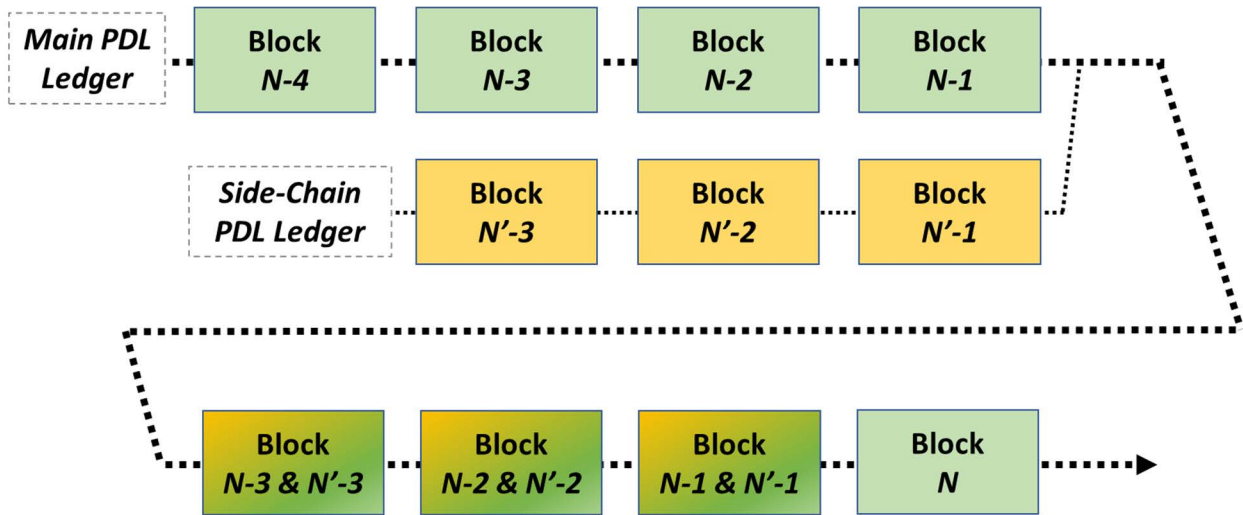 Main PDL
Ledger
Block
N-4
Block
N-3
Block
N-2
Block
N-1
Side-Chain
PDL Ledger
Block
N’-3
Block
N’-2
Block
N’-1
Block
N-3 & N’-3
Block
N-2 & N’-2
Block
N-1 & N’-1
Block
N